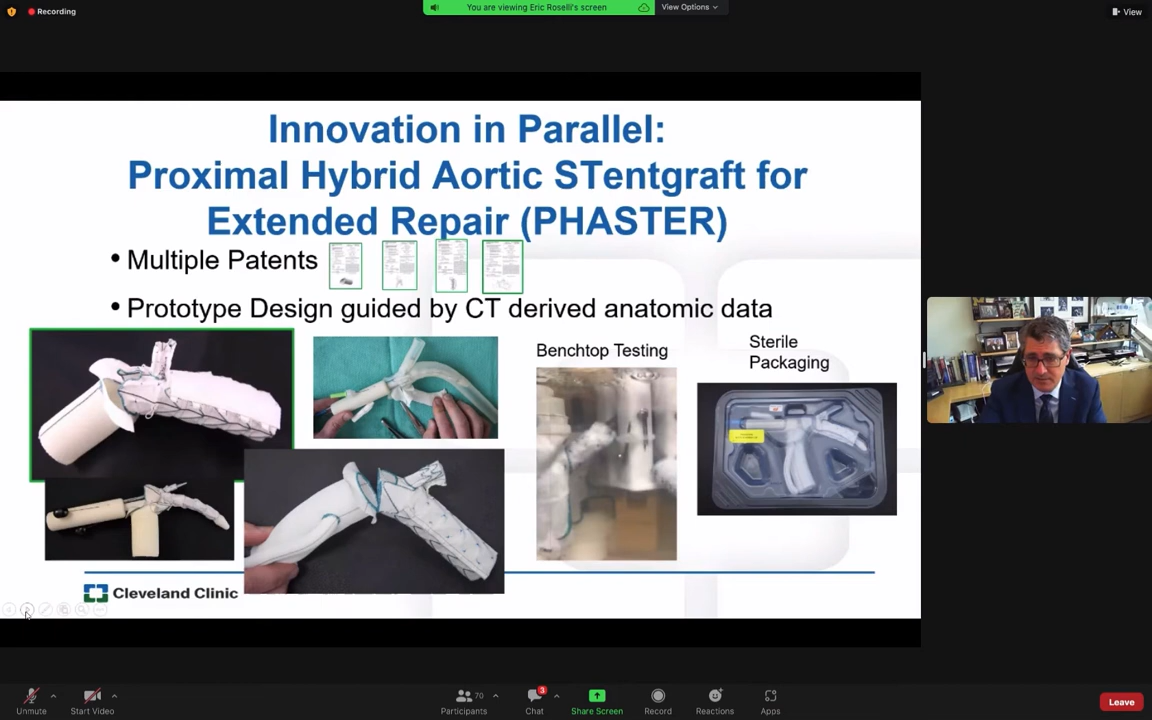 Recording
You are viewing Eric Roselli's screen
View Options
View
Innovation in Parallel:
Proximal Hybrid Aortic STentgraft for
Extended Repair (PHASTER)
• Multiple Patents
• Prototype Design guided by CT derived anatomic data
Benchtop Testing
Sterile
Packaging
Cleveland Clinic
Unmute
Start Video
70
Participants
3
Chat
Share Screen
Record
Reactions
Apps
Leave